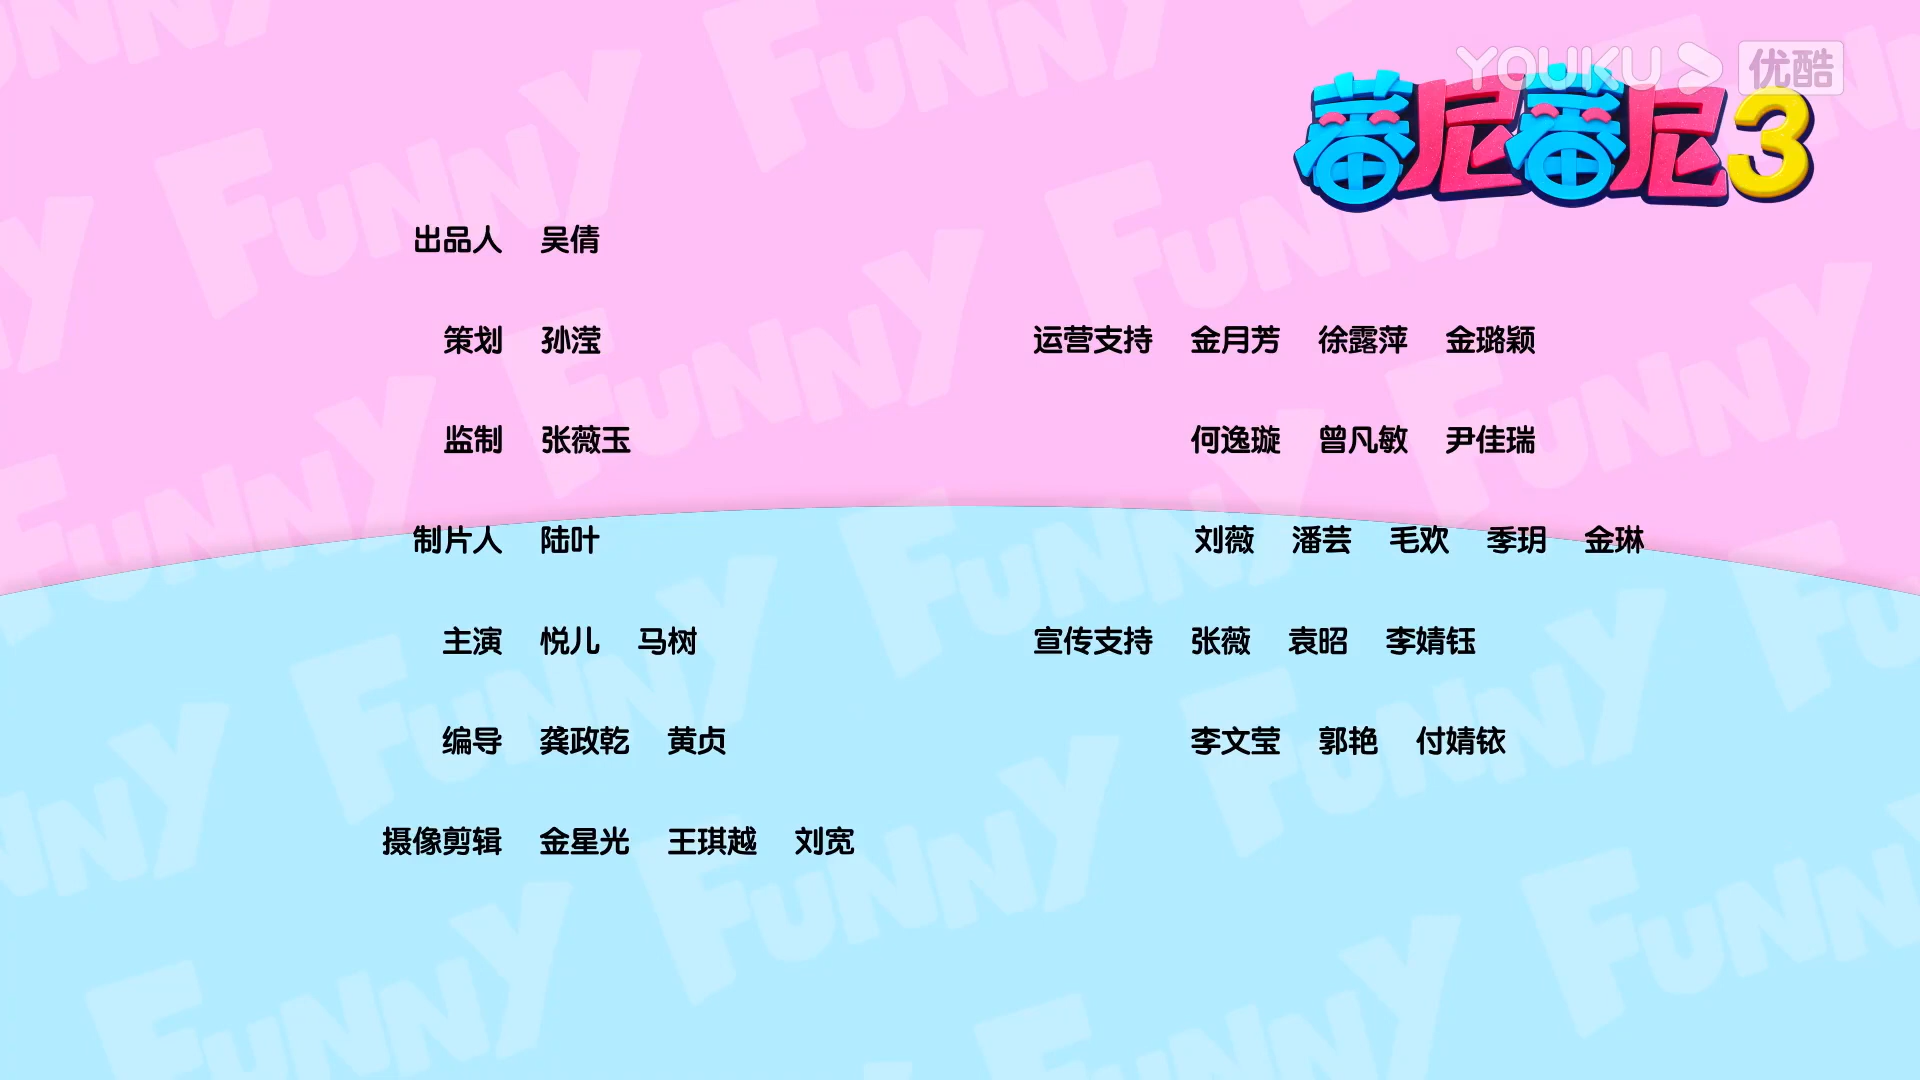 YOUKU 优酷
蕃尼蕃尼3
出品人 吴倩
策划 孙滢
监制 张薇玉
制片人 陆叶
主演 悦儿 马树
编导 龚政乾 黄贞
摄像剪辑 金星光 王琪越 刘宽
运营支持 金月芳 徐露萍 金璐颖
何逸璇 曾凡敏 尹佳瑞
刘薇 潘芸 毛欢 季玥 金琳
宣传支持 张薇 袁昭 李婧钰
李文莹 郭艳 付婧铱
FUNNY